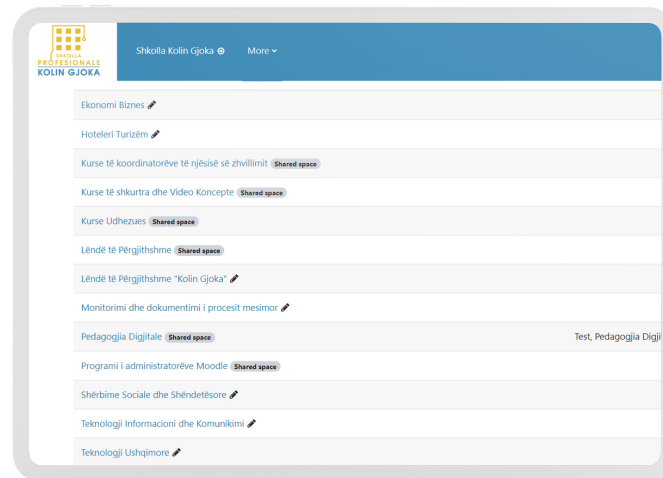 SHKOLLA
PROFESIONALE
KOLIN GJOKA
Shkolla Kolin Gjoka
More
Ekonomi Biznes
Hoteleri Turizëm
Kurse të koordinatorëve të njësisë së zhvillimit Shared space
Kurse të shkurtra dhe Video Koncepte Shared space
Kurse Udhezues Shared space
Lëndë të Përgjithshme Shared space
Lëndë të Përgjithshme "Kolin Gjoka"
Monitorimi dhe dokumentimi i procesit mesimor
Pedagogjia Digjitale Shared space Test, Pedagogjia Digji
Programi i administratorëve Moodle Shared space
Shërbime Sociale dhe Shëndetësore
Teknologji Informacioni dhe Komunikimi
Teknologji Ushqimore